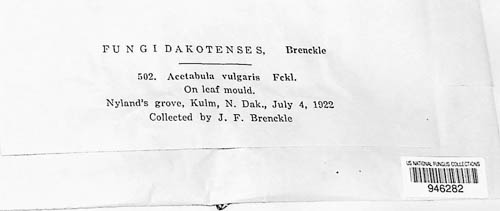 FUNGI DAKOTENSES, Brenckle
502. Acetabula vulgaris Fckl.
On leaf mould.
Nyland's grove, Kulm, N. Dak., July 4, 1922
Collected by J. F. Brenckle
US NATIONAL FUNGUS COLLECTIONS
946282